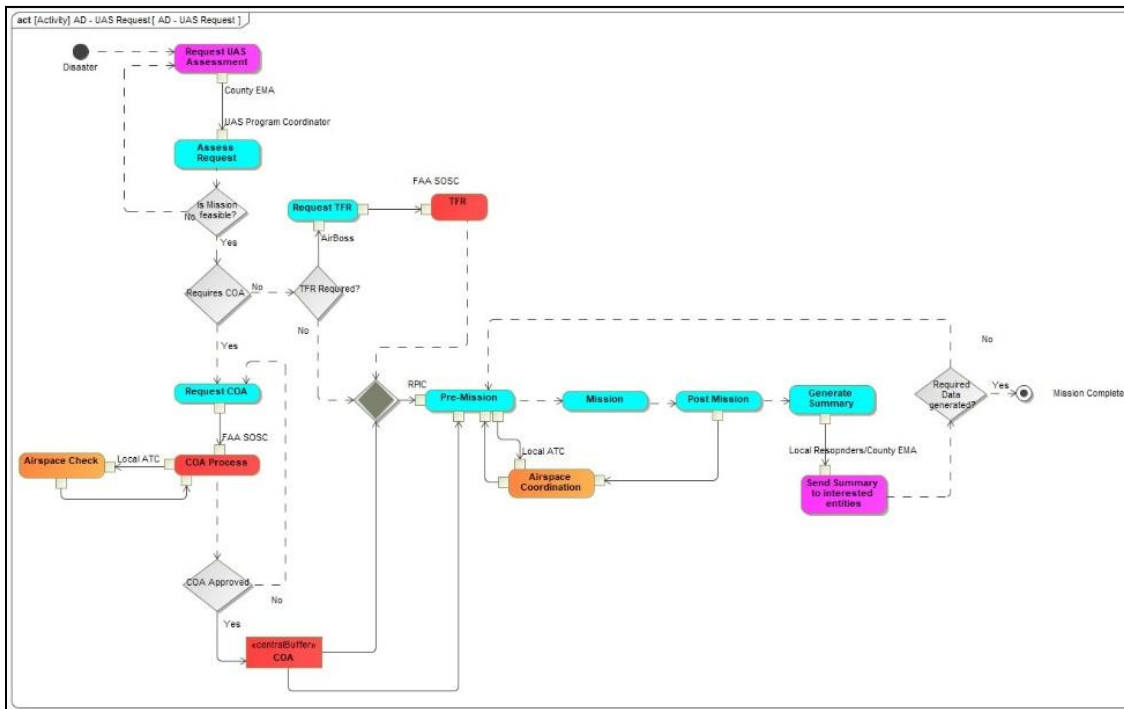 act [Activity] AD - UAS Request [ AD - UAS Request ]
Disaster
Request UAS
Assessment
County EMA
UAS Program Coordinator
Assess
Request
Is Mission
feasible?
No
Yes
Requires COA
No
TFR Required?
AirBoss
Request TFR
FAA SOSC
TFR
No
Yes
Request COA
FAA SOSC
COA Process
Local ATC
Airspace Check
COA Approved
No
Yes
«centralBuffer»
COA
RPIC
Pre-Mission
Local ATC
Airspace
Coordination
Mission
Post Mission
Generate
Summary
Local Resopnders/County EMA
Send Summary
to interested
entities
Required
Data
generated?
No
Yes
Mission Complete